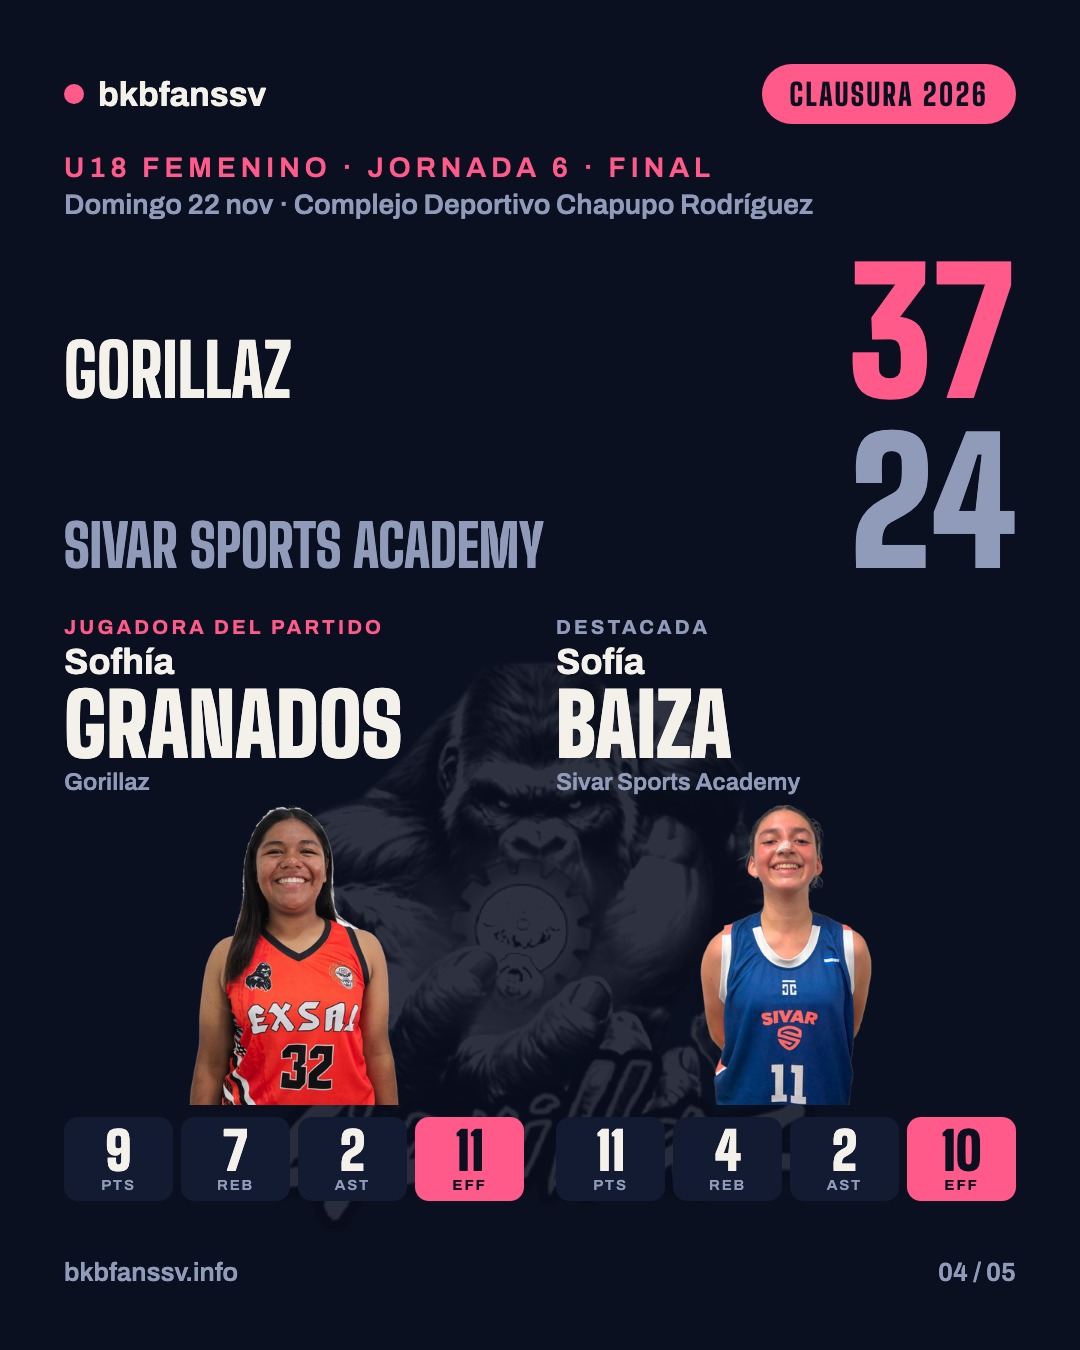 bkbfanssv
CLAUSURA 2026
U18 FEMENINO · JORNADA 6 · FINAL
Domingo 22 nov · Complejo Deportivo Chapupo Rodríguez
GORILLAZ
37
SIVAR SPORTS ACADEMY
24
JUGADORA DEL PARTIDO
Sofhía
GRANADOS
Gorillaz
DESTACADA
Sofía
BAIZA
Sivar Sports Academy
EXSAL
32
SIVAR
11
9
PTS
7
REB
2
AST
11
EFF
11
PTS
4
REB
2
AST
10
EFF
bkbfanssv.info
04 / 05